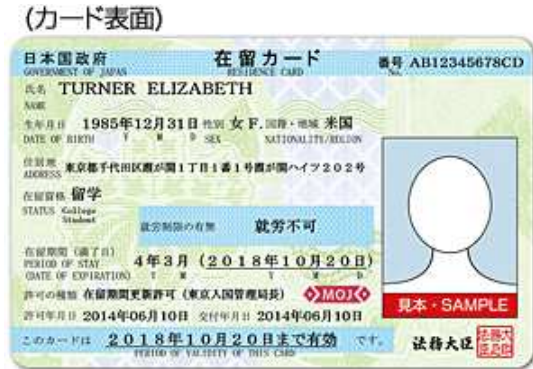 (カード表面)
日本国政府 在留カード 番号 AB12345678CD
GOVERNMENT OF JAPAN RESIDENCE CARD No.
氏名 TURNER ELIZABETH
NAME
生年月日 1985年12月31日 性別 女 F. 国籍・地域 米国
DATE OF BIRTH Y M D SEX NATIONALITY/REGION
住居地 東京都千代田区霞が関1丁目1番1号霞が関ハイツ202号
ADDRESS
在留資格 留学
STATUS College
Student
就労制限の有無 就労不可
在留期間(満了日)
PERIOD OF STAY 4年3月(2018年10月20日)
(DATE OF EXPIRATION) Y M Y M D
許可の種類 在留期間更新許可(東京入国管理局長) MOJ
見本・SAMPLE
許可年月日 2014年06月10日 交付年月日 2014年06月10日
このカードは 2018年10月20日まで有効 です。 法務大臣
PERIOD OF VALIDITY OF THIS CARD